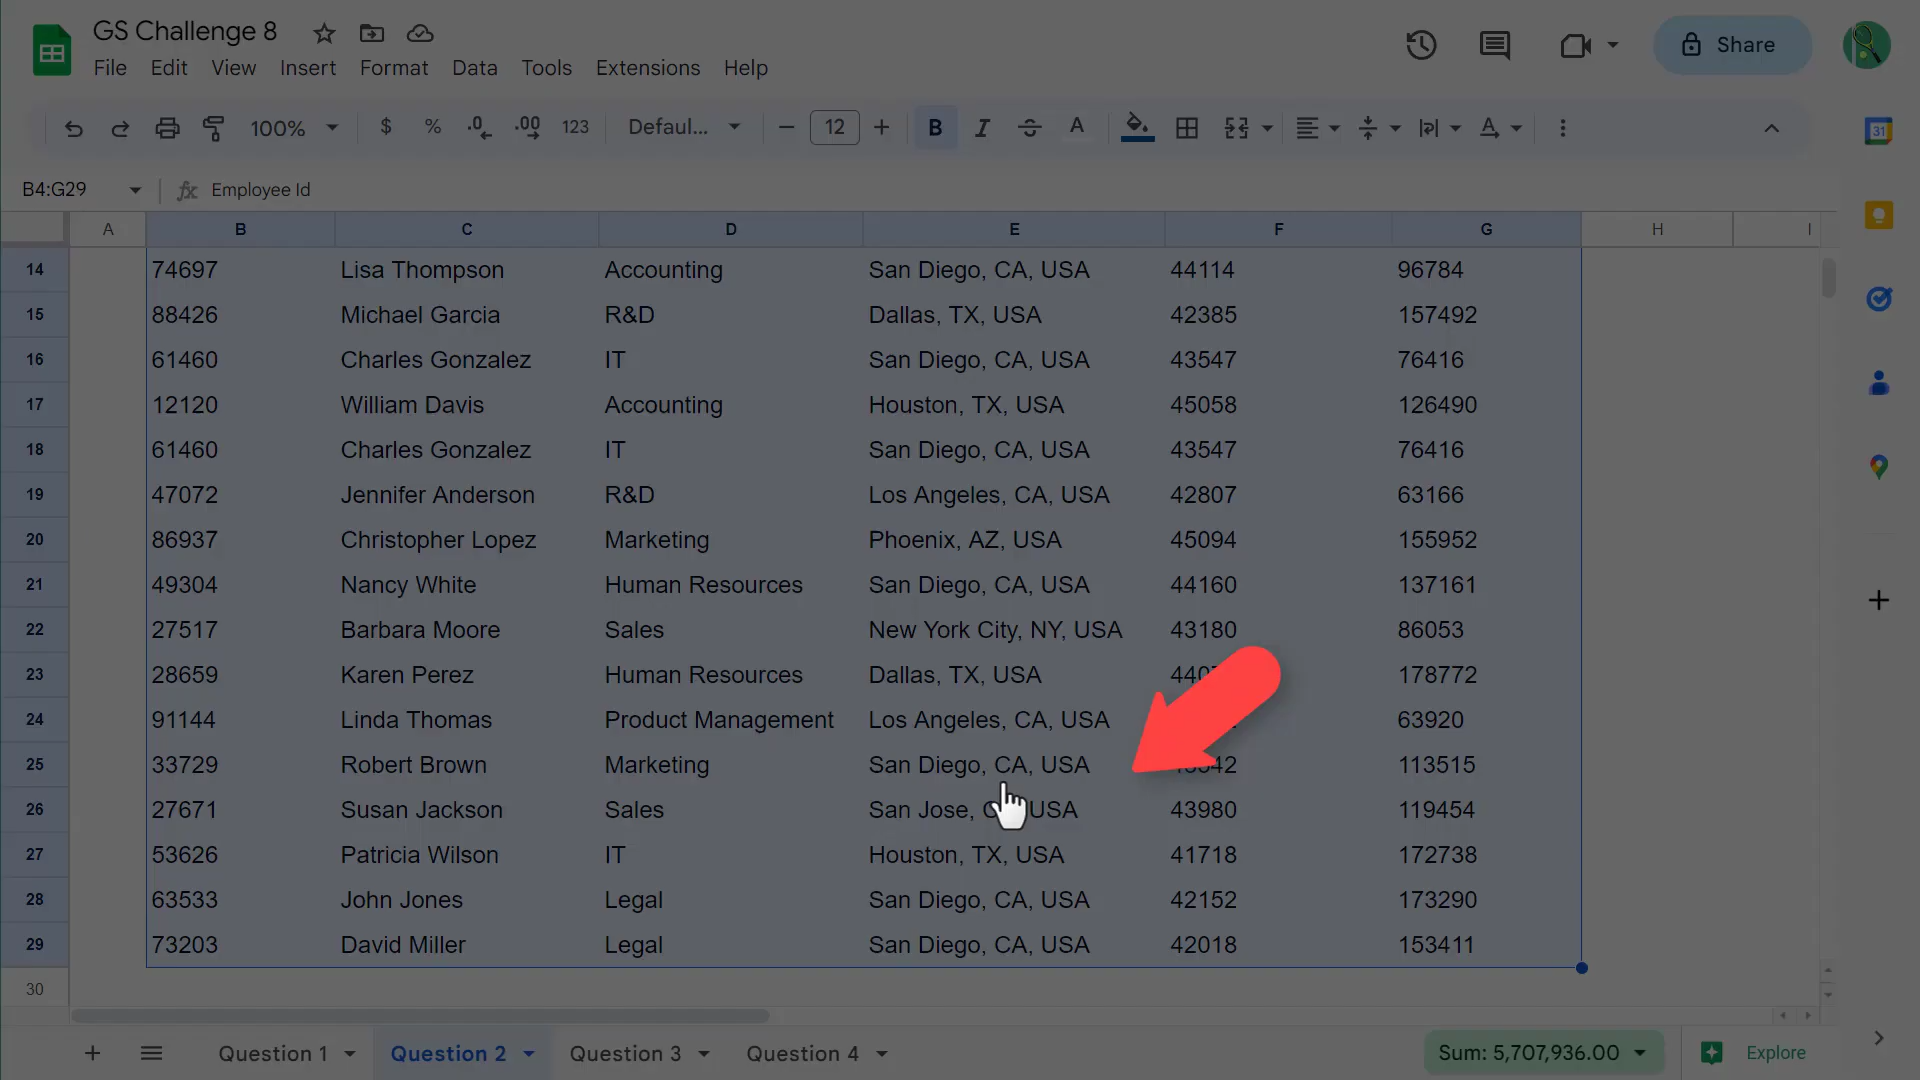 GS Challenge 8
File Edit View Insert Format Data Tools Extensions Help
Share
100% $ % .0 .00 123 Defaul... 12 B I S A A
31
B4:G29 fx Employee Id
A B C D E F G H I
14 74697 Lisa Thompson Accounting San Diego, CA, USA 44114 96784
15 88426 Michael Garcia R&D Dallas, TX, USA 42385 157492
16 61460 Charles Gonzalez IT San Diego, CA, USA 43547 76416
17 12120 William Davis Accounting Houston, TX, USA 45058 126490
18 61460 Charles Gonzalez IT San Diego, CA, USA 43547 76416
19 47072 Jennifer Anderson R&D Los Angeles, CA, USA 42807 63166
20 86937 Christopher Lopez Marketing Phoenix, AZ, USA 45094 155952
21 49304 Nancy White Human Resources San Diego, CA, USA 44160 137161
22 27517 Barbara Moore Sales New York City, NY, USA 43180 86053
23 28659 Karen Perez Human Resources Dallas, TX, USA 178772
24 91144 Linda Thomas Product Management Los Angeles, CA, USA 63920
25 33729 Robert Brown Marketing San Diego, CA, USA 113515
26 27671 Susan Jackson Sales San Jose, USA 43980 119454
27 53626 Patricia Wilson IT Houston, TX, USA 41718 172738
28 63533 John Jones Legal San Diego, CA, USA 42152 173290
29 73203 David Miller Legal San Diego, CA, USA 42018 153411
30
Question 1 Question 2 Question 3 Question 4 Sum: 5,707,936.00 Explore